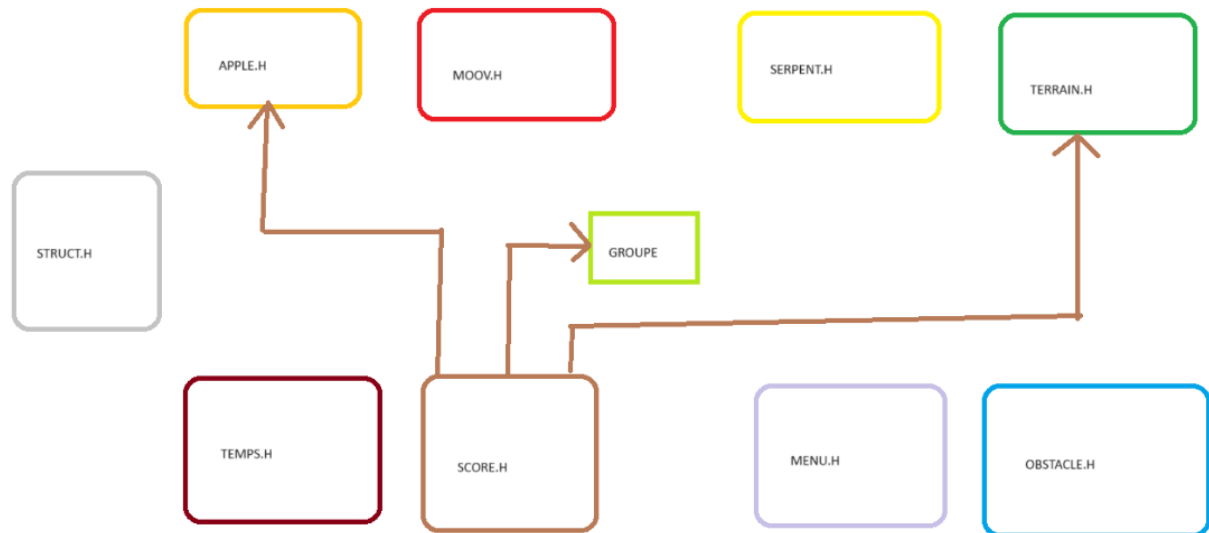 APPLE.H
MOOV.H
SERPENT.H
TERRAIN.H
STRUCT.H
GROUPE
TEMPS.H
SCORE.H
MENU.H
OBSTACLE.H